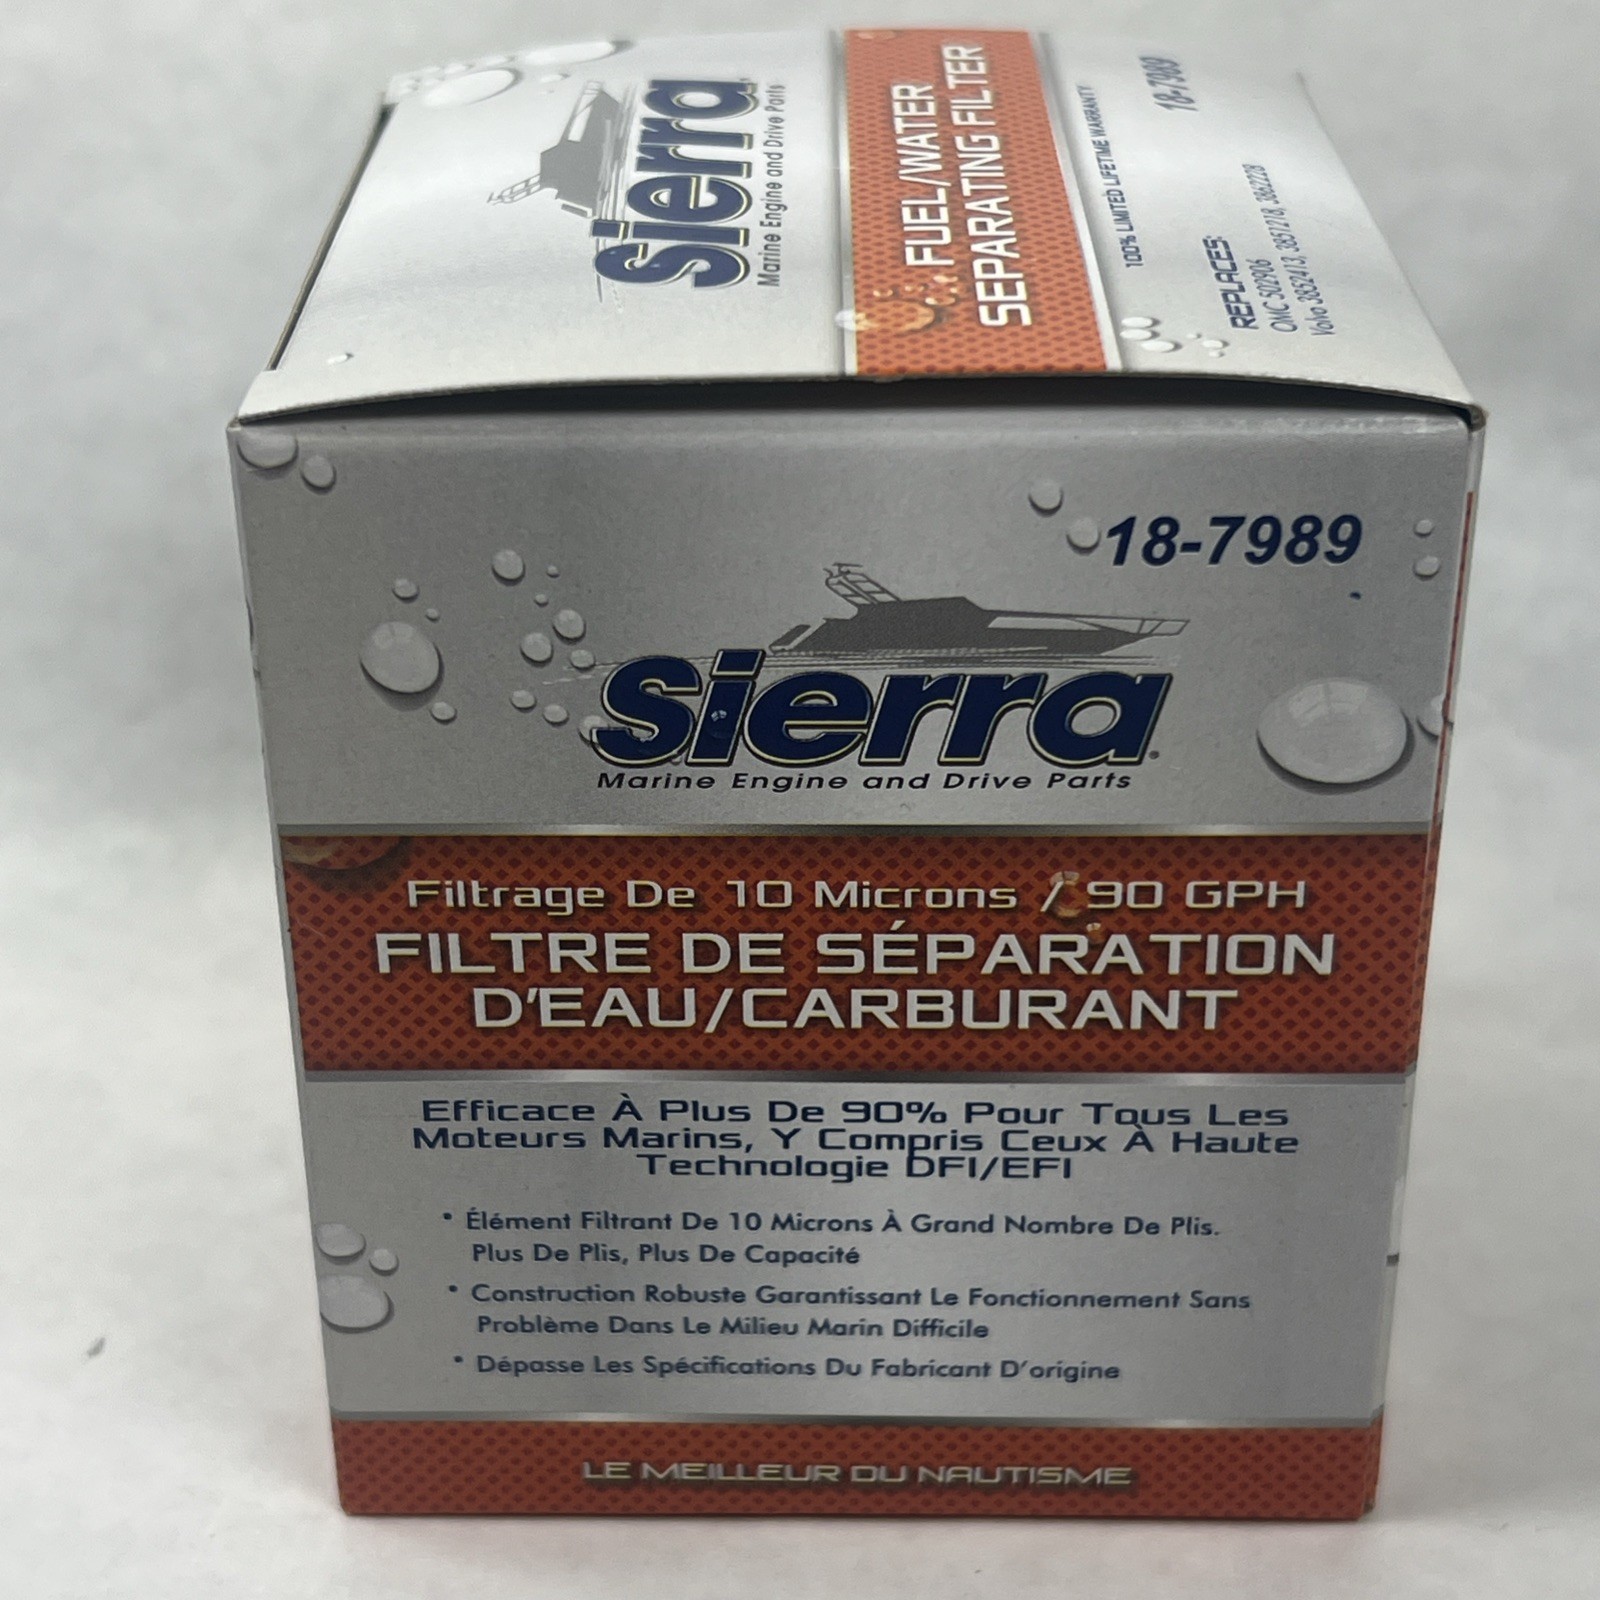 Sierra
Marine Engine and Drive Parts
FUEL/WATER
SEPARATING FILTER
100% LIMITED LIFETIME WARRANTY
18-7989
REPLACES:
OMC 502906
Volvo 3852413, 3851218, 3862228
18-7989
Sierra
Marine Engine and Drive Parts
Filtrage De 10 Microns / 90 GPH
FILTRE DE SÉPARATION
D'EAU/CARBURANT
Efficace À Plus De 90% Pour Tous Les
Moteurs Marins, Y Compris Ceux À Haute
Technologie DFI/EFI
• Élément Filtrant De 10 Microns À Grand Nombre De Plis.
Plus De Plis, Plus De Capacité
• Construction Robuste Garantissant Le Fonctionnement Sans
Problème Dans Le Milieu Marin Difficile
• Dépasse Les Spécifications Du Fabricant D'origine
LE MEILLEUR DU NAUTISME